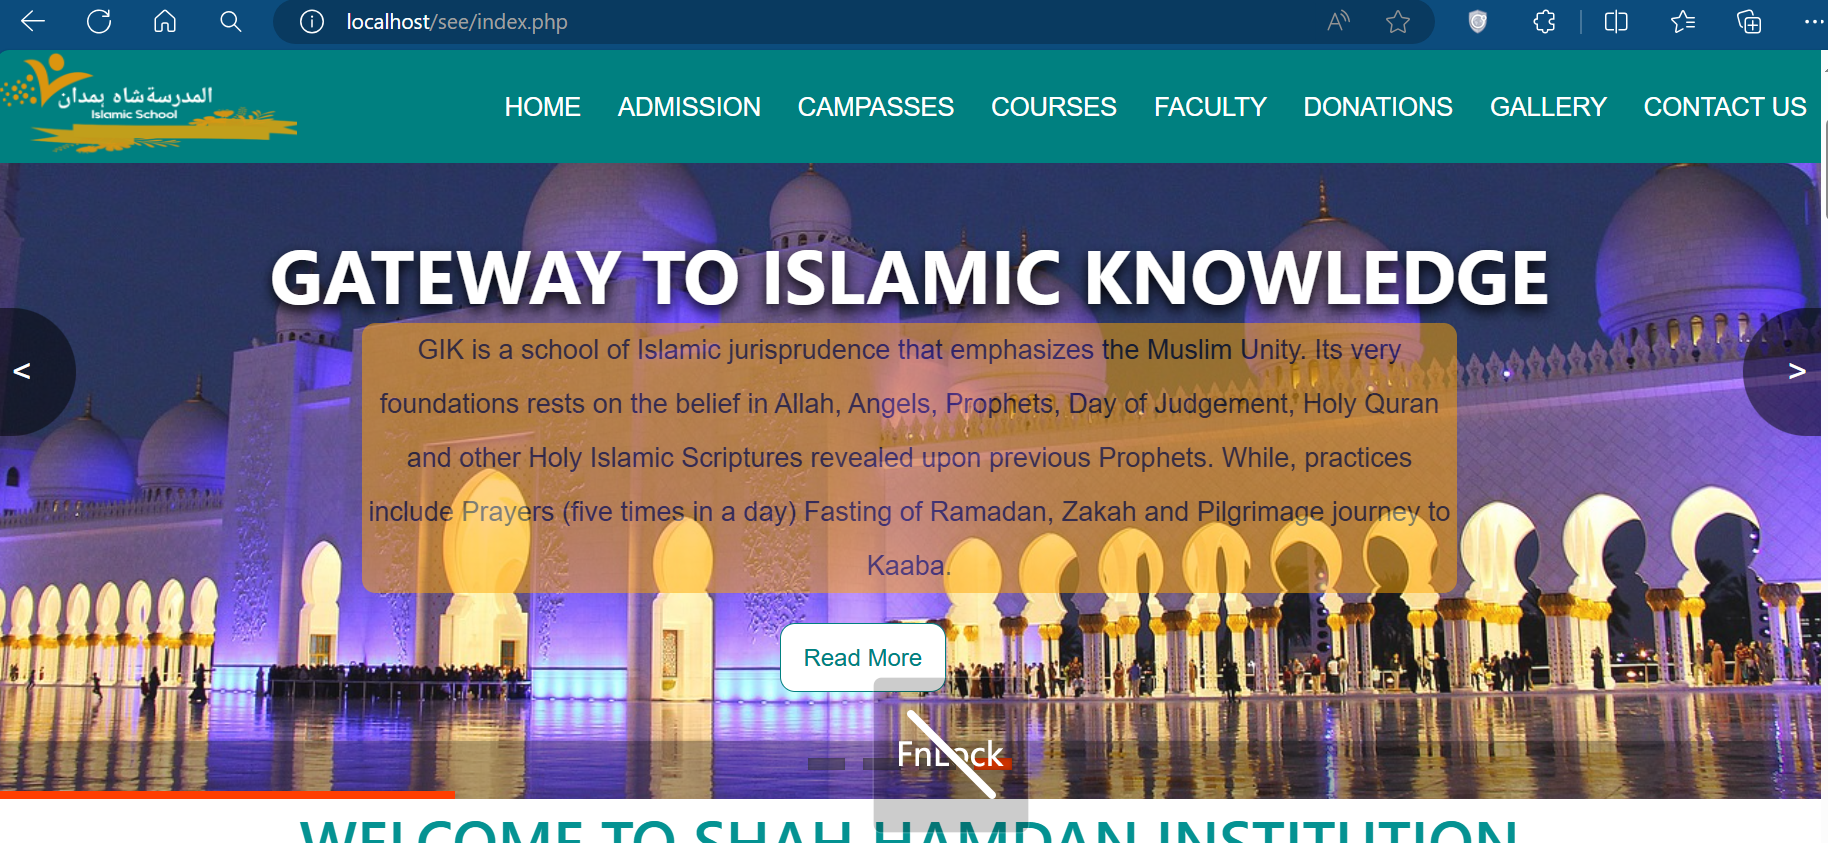 localhost/see/index.php
المدرسة شاه ہمدان
Islamic School
HOME ADMISSION CAMPASSES COURSES FACULTY DONATIONS GALLERY CONTACT US
GATEWAY TO ISLAMIC KNOWLEDGE
GIK is a school of Islamic jurisprudence that emphasizes the Muslim Unity. Its very
foundations rests on the belief in Allah, Angels, Prophets, Day of Judgement, Holy Quran
and other Holy Islamic Scriptures revealed upon previous Prophets. While, practices
include Prayers (five times in a day) Fasting of Ramadan, Zakah and Pilgrimage journey to
Kaaba.
< >
Read More
FnLock
WELCOME TO SHAH HAMDAN INSTITUTION